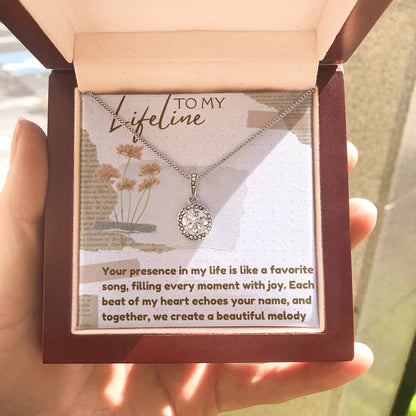 TO MY
Lifeline
Your presence in my life is like a favorite
song, filling every moment with joy. Each
beat of my heart echoes your name, and
together, we create a beautiful melody